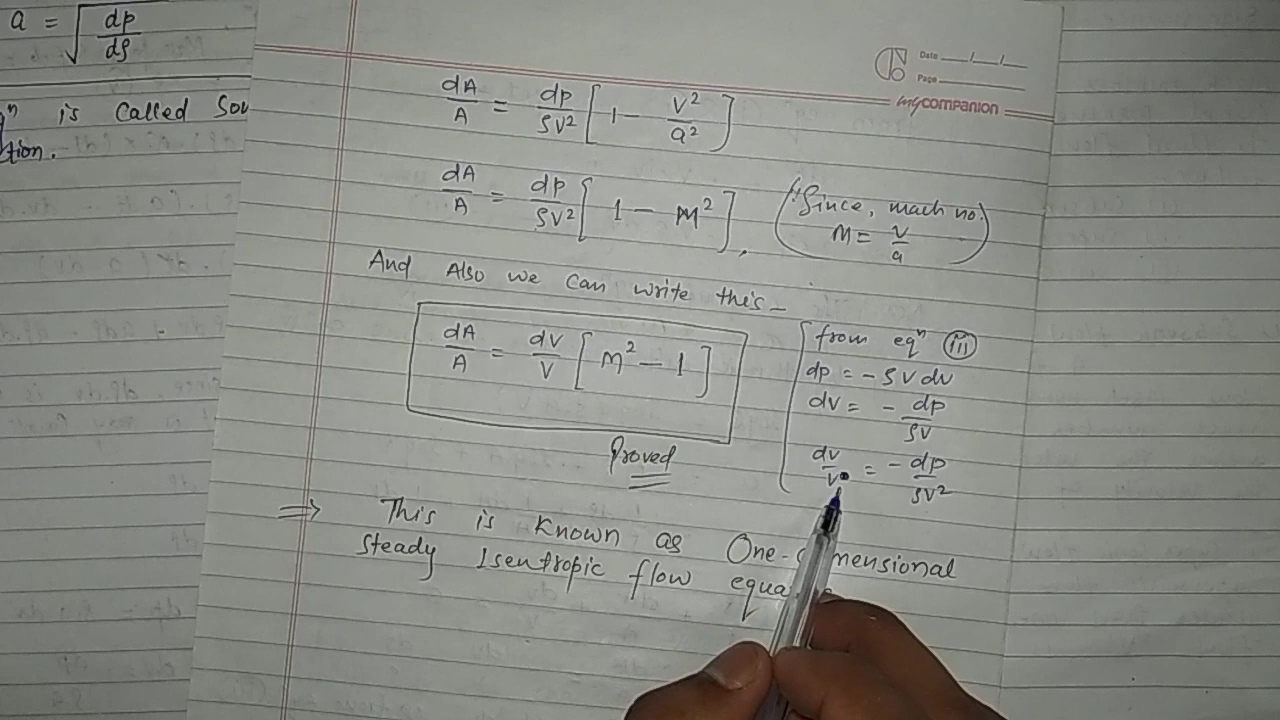 a = √(dp/dρ)
is called
tion.
Date
Page
mycompanion
dA/A = dp/ρV² [1 − V²/a²]
dA/A = dp/ρV² [1 − M²], (∵ Since, mach no.
M = V/a)
And Also we can write this –
dA/A = dV/V [M² − 1]
Proved
from eqⁿ (iii)
dp = − ρ V dv
dv = − dp/ρV
dv/v = − dp/ρV²
⇒ This is known as One-dimensional
Steady Isentropic flow